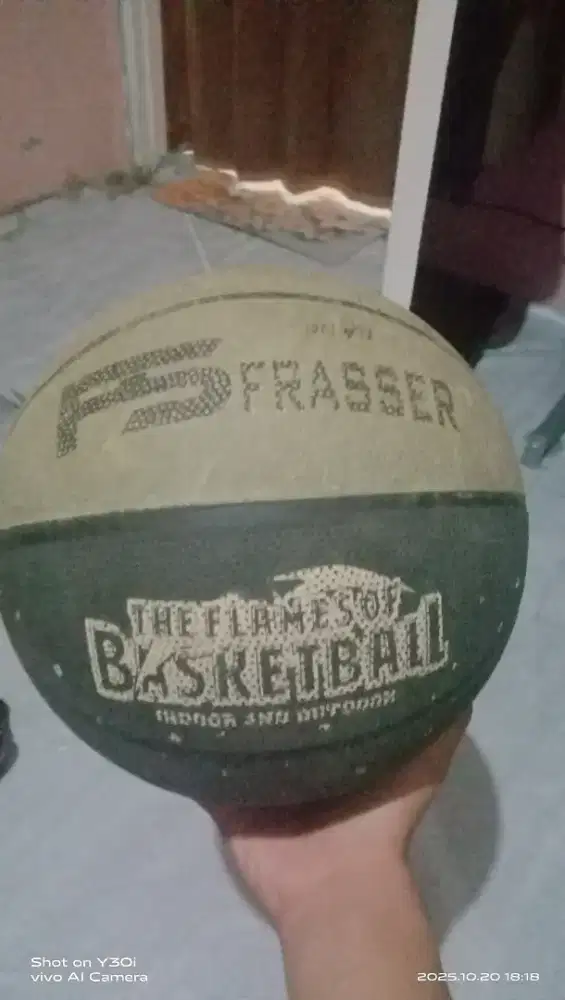 FS FRASSER
THE FLAMES OF
BASKETBALL
INDOOR AND OUTDOOR
Shot on Y30i
vivo AI Camera
2025.10.20 18:18